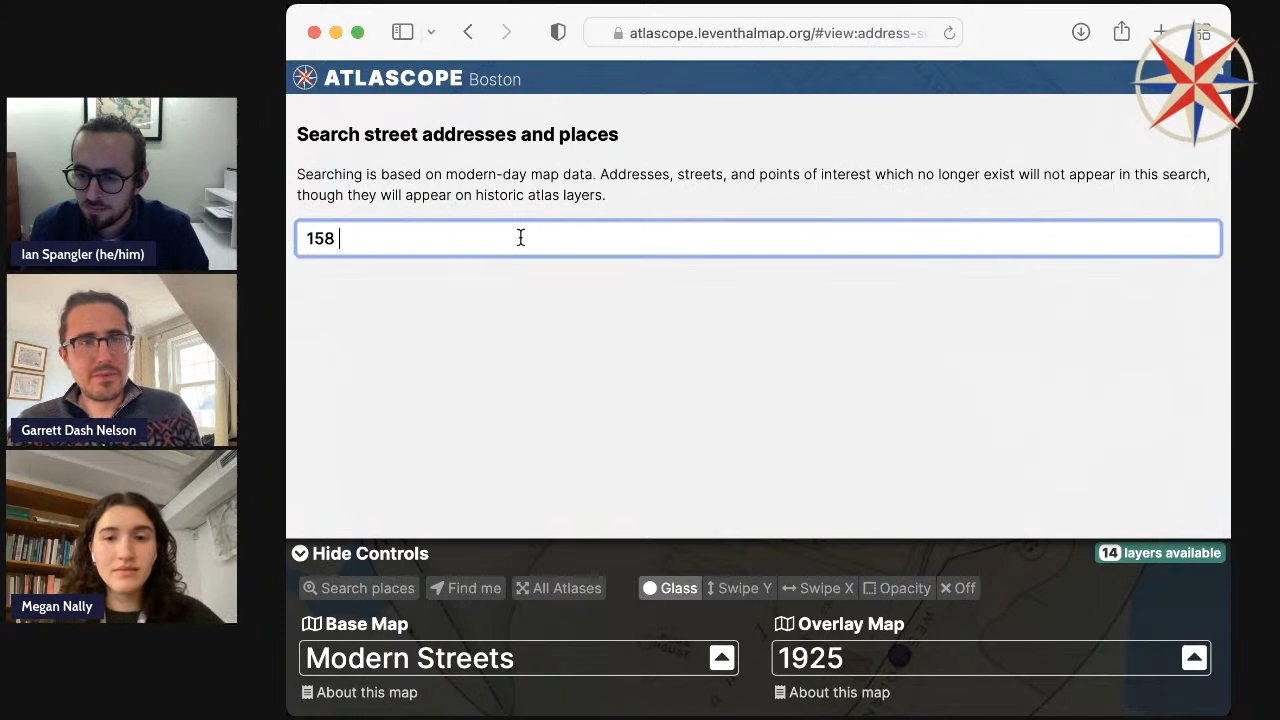 atlascope.leventhalmap.org/#view:address-s
ATLASCOPE Boston
Search street addresses and places
Searching is based on modern-day map data. Addresses, streets, and points of interest which no longer exist will not appear in this search,
though they will appear on historic atlas layers.
158
Ian Spangler (he/him)
Garrett Dash Nelson
Megan Nally
Hide Controls
14 layers available
Search places
Find me
All Atlases
Glass
Swipe Y
Swipe X
Opacity
Off
Base Map
Overlay Map
Modern Streets
1925
About this map
About this map